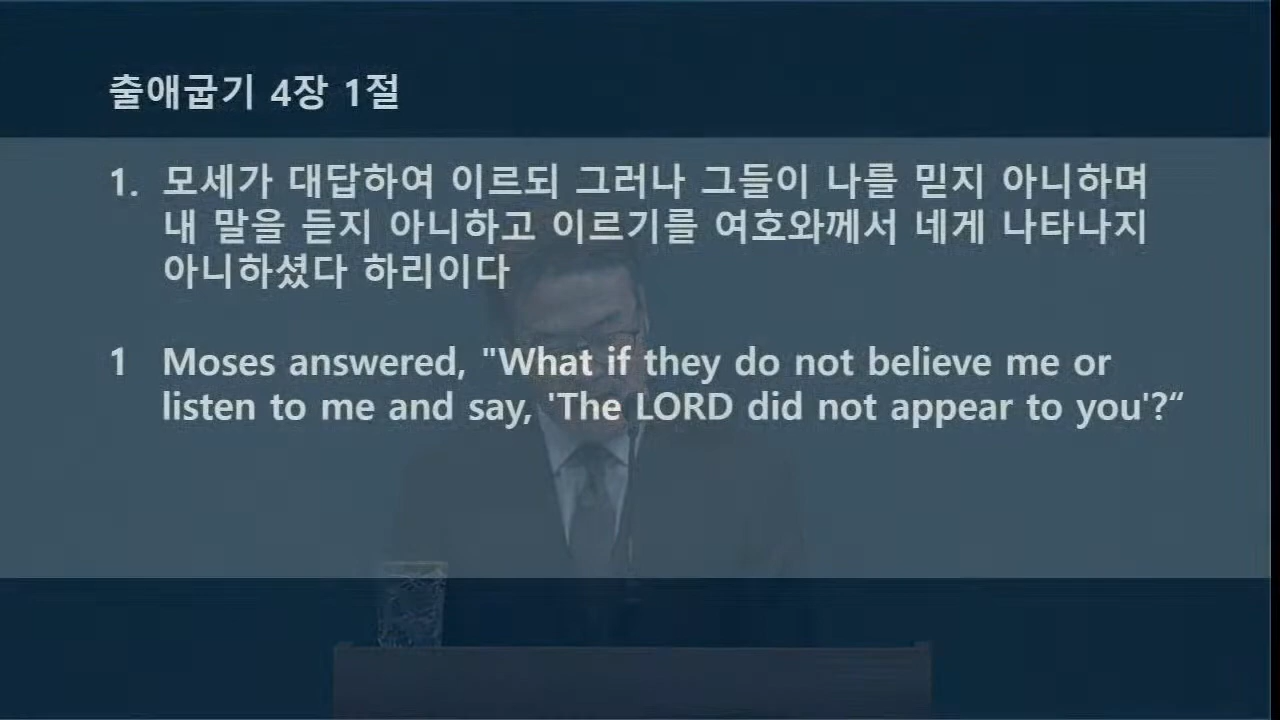 출애굽기 4장 1절
1. 모세가 대답하여 이르되 그러나 그들이 나를 믿지 아니하며
내 말을 듣지 아니하고 이르기를 여호와께서 네게 나타나지
아니하셨다 하리이다
1 Moses answered, "What if they do not believe me or
listen to me and say, 'The LORD did not appear to you'?“